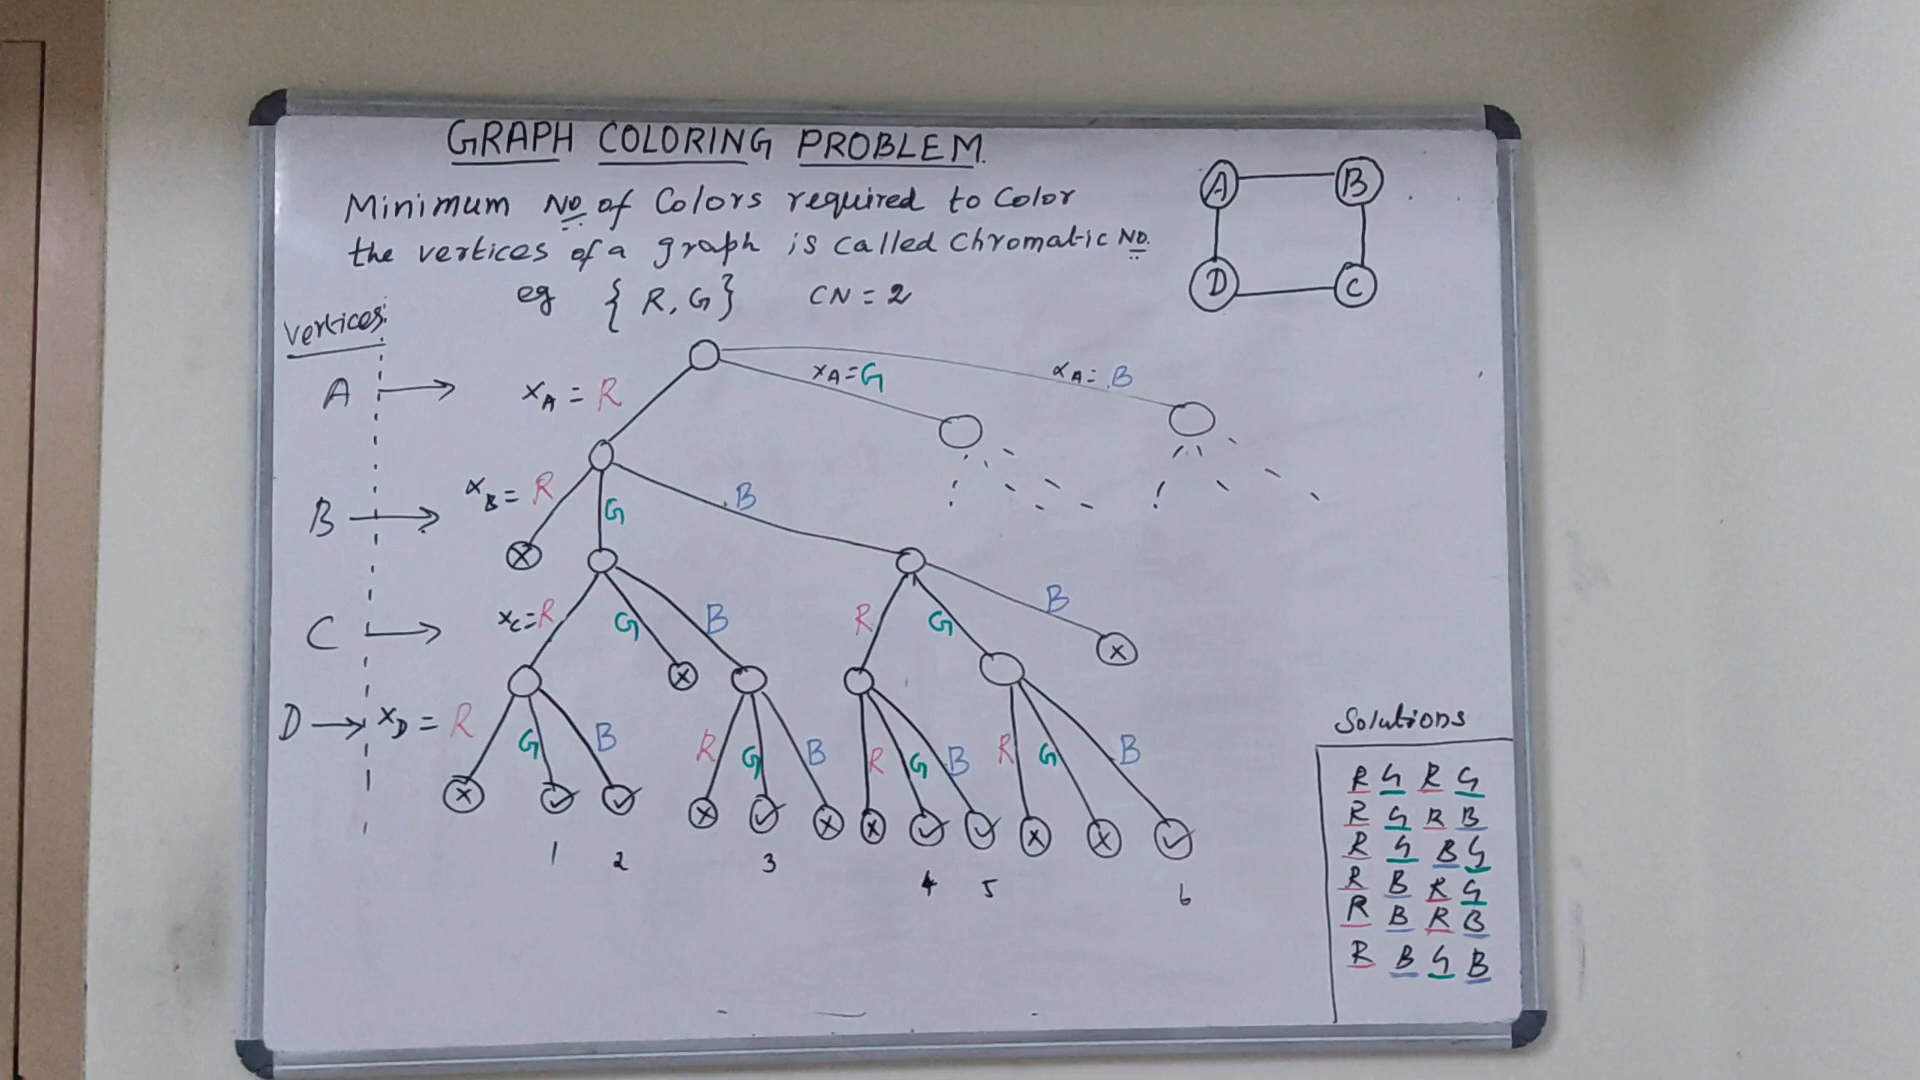 GRAPH COLORING PROBLEM.
Minimum No. of Colors required to Color
the vertices of a graph is called Chromatic No.
eg { R, G } CN = 2
A B
D C
Vertices
A → xA = R xA = G xA = B
B → xB = R G B
C → xC = R G B R G B
D → xD = R G B R G B R G B R G B
1 2 3 4 5 6
Solutions
R G R G
R G R B
R G B G
R B R G
R B R B
R B G B